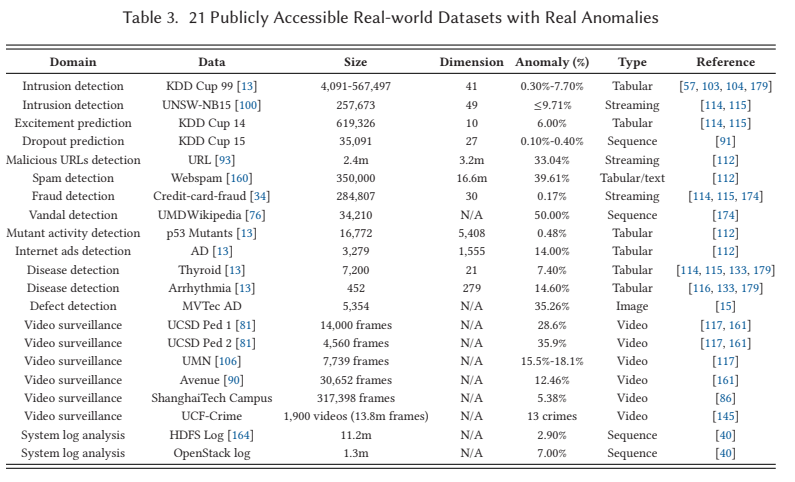 Table 3. 21 Publicly Accessible Real-world Datasets with Real Anomalies
Domain Data Size Dimension Anomaly (%) Type Reference
Intrusion detection KDD Cup 99 [13] 4,091-567,497 41 0.30%-7.70% Tabular [57, 103, 104, 179]
Intrusion detection UNSW-NB15 [100] 257,673 49 ≤9.71% Streaming [114, 115]
Excitement prediction KDD Cup 14 619,326 10 6.00% Tabular [114, 115]
Dropout prediction KDD Cup 15 35,091 27 0.10%-0.40% Sequence [91]
Malicious URLs detection URL [93] 2.4m 3.2m 33.04% Streaming [112]
Spam detection Webspam [160] 350,000 16.6m 39.61% Tabular/text [112]
Fraud detection Credit-card-fraud [34] 284,807 30 0.17% Streaming [114, 115, 174]
Vandal detection UMDWikipedia [76] 34,210 N/A 50.00% Sequence [174]
Mutant activity detection p53 Mutants [13] 16,772 5,408 0.48% Tabular [112]
Internet ads detection AD [13] 3,279 1,555 14.00% Tabular [112]
Disease detection Thyroid [13] 7,200 21 7.40% Tabular [114, 115, 133, 179]
Disease detection Arrhythmia [13] 452 279 14.60% Tabular [116, 133, 179]
Defect detection MVTec AD 5,354 N/A 35.26% Image [15]
Video surveillance UCSD Ped 1 [81] 14,000 frames N/A 28.6% Video [117, 161]
Video surveillance UCSD Ped 2 [81] 4,560 frames N/A 35.9% Video [117, 161]
Video surveillance UMN [106] 7,739 frames N/A 15.5%-18.1% Video [117]
Video surveillance Avenue [90] 30,652 frames N/A 12.46% Video [161]
Video surveillance ShanghaiTech Campus 317,398 frames N/A 5.38% Video [86]
Video surveillance UCF-Crime 1,900 videos (13.8m frames) N/A 13 crimes Video [145]
System log analysis HDFS Log [164] 11.2m N/A 2.90% Sequence [40]
System log analysis OpenStack log 1.3m N/A 7.00% Sequence [40]